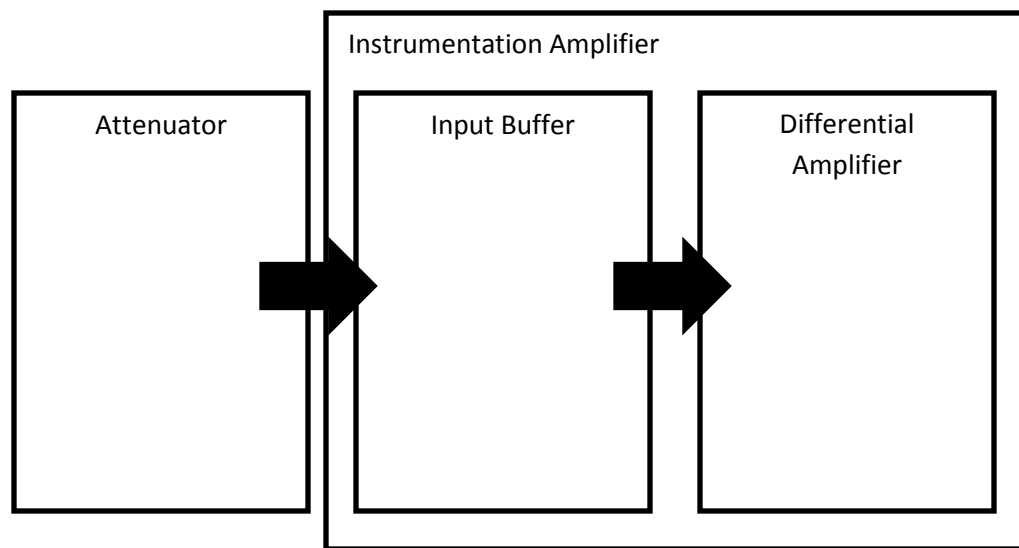 Instrumentation Amplifier
Attenuator
Input Buffer
Differential
Amplifier